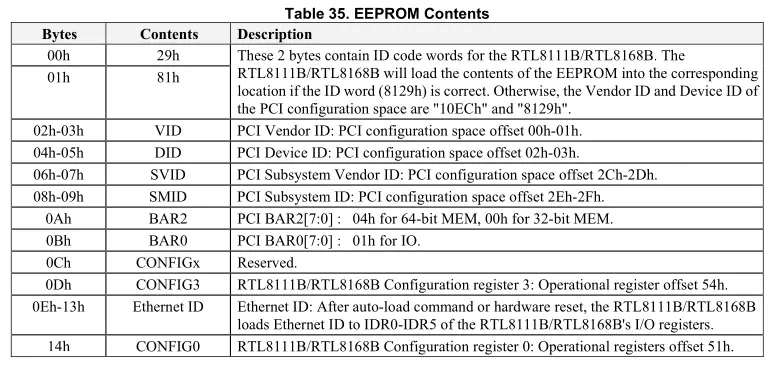 Table 35. EEPROM Contents
Bytes Contents Description
00h 29h These 2 bytes contain ID code words for the RTL8111B/RTL8168B. The
01h 81h RTL8111B/RTL8168B will load the contents of the EEPROM into the corresponding
location if the ID word (8129h) is correct. Otherwise, the Vendor ID and Device ID of
the PCI configuration space are "10ECh" and "8129h".
02h-03h VID PCI Vendor ID: PCI configuration space offset 00h-01h.
04h-05h DID PCI Device ID: PCI configuration space offset 02h-03h.
06h-07h SVID PCI Subsystem Vendor ID: PCI configuration space offset 2Ch-2Dh.
08h-09h SMID PCI Subsystem ID: PCI configuration space offset 2Eh-2Fh.
0Ah BAR2 PCI BAR2[7:0] : 04h for 64-bit MEM, 00h for 32-bit MEM.
0Bh BAR0 PCI BAR0[7:0] : 01h for IO.
0Ch CONFIGx Reserved.
0Dh CONFIG3 RTL8111B/RTL8168B Configuration register 3: Operational register offset 54h.
0Eh-13h Ethernet ID Ethernet ID: After auto-load command or hardware reset, the RTL8111B/RTL8168B
loads Ethernet ID to IDR0-IDR5 of the RTL8111B/RTL8168B's I/O registers.
14h CONFIG0 RTL8111B/RTL8168B Configuration register 0: Operational registers offset 51h.